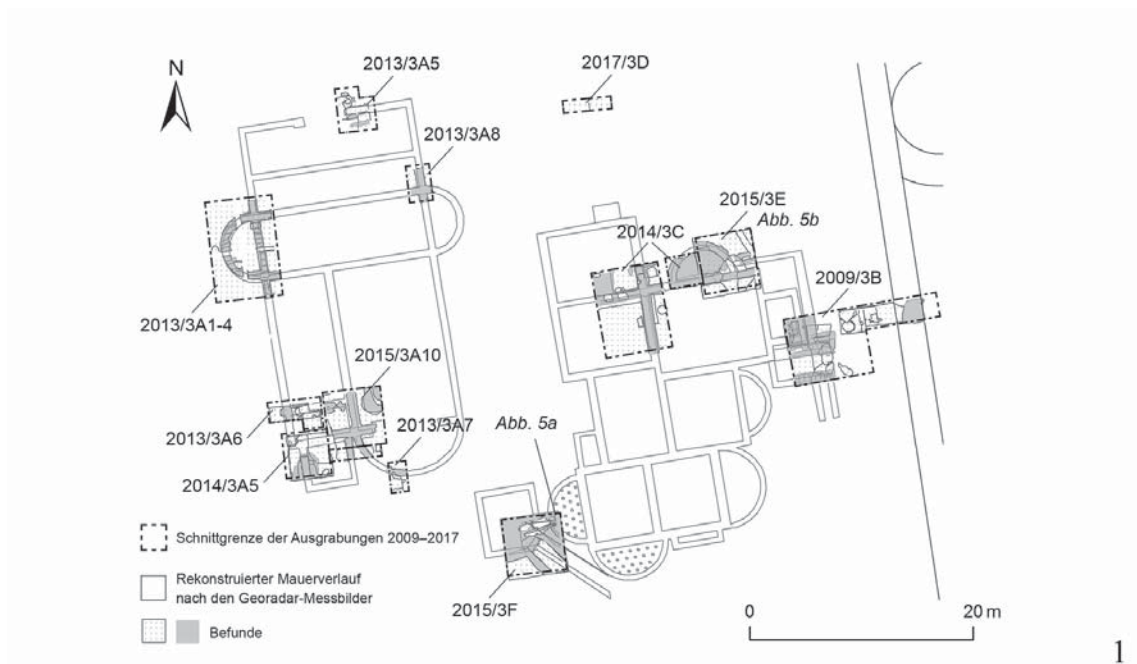 N
2013/3A5
2017/3D
2013/3A8
2015/3E
Abb. 5b
2014/3C
2009/3B
2013/3A1-4
2015/3A10
2013/3A7
Abb. 5a
2013/3A6
2014/3A5
Schnittgrenze der Ausgrabungen 2009–2017
Rekonstruierter Mauerverlauf
nach den Georadar-Messbilder
Befunde
2015/3F
0
20 m
1